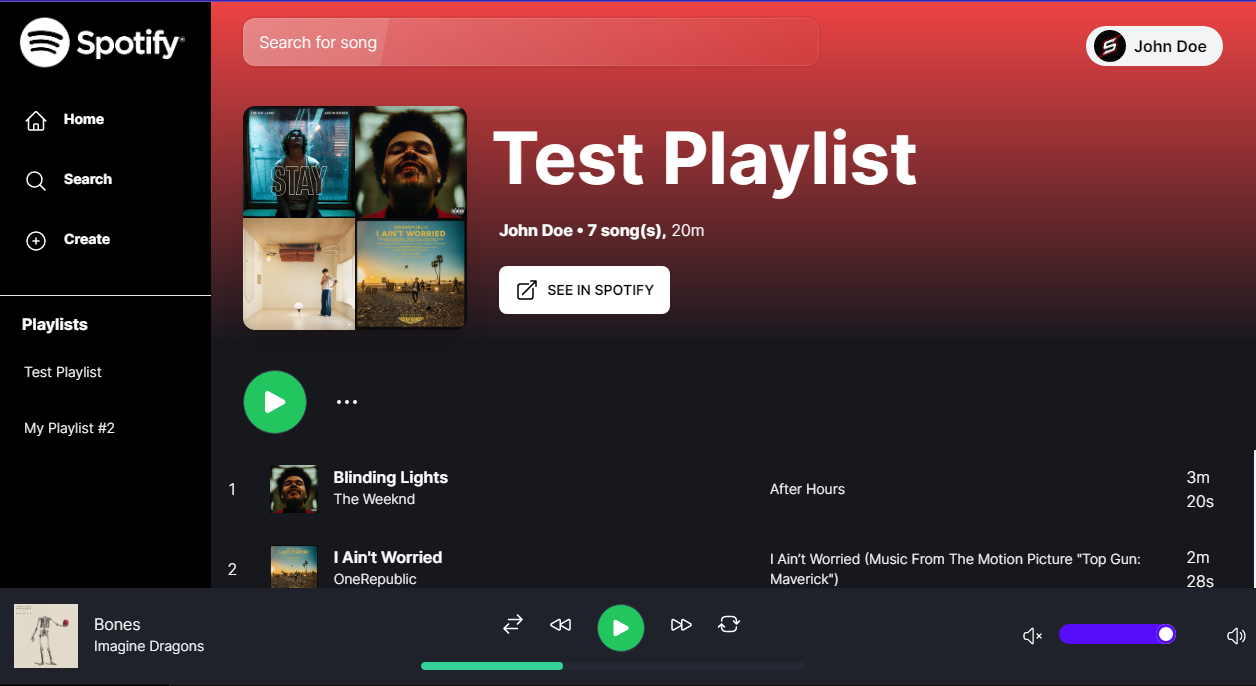 Spotify®
Search for song
John Doe
Home
Search
Create
Playlists
Test Playlist
My Playlist #2
STAY
I AIN'T WORRIED
Test Playlist
John Doe • 7 song(s), 20m
SEE IN SPOTIFY
1
Blinding Lights
The Weeknd
After Hours
3m
20s
2
I Ain't Worried
OneRepublic
I Ain’t Worried (Music From The Motion Picture "Top Gun:
Maverick")
2m
28s
Bones
Imagine Dragons